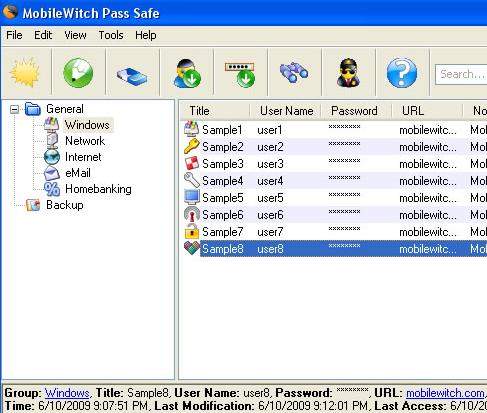 MobileWitch Pass Safe
File Edit View Tools Help
Search...
General
Windows
Network
Internet
eMail
Homebanking
Backup
Title User Name Password URL No
Sample1 user1 ******** mobilewitc... Mol
Sample2 user2 ******** mobilewitc... Mol
Sample3 user3 ******** mobilewitc... Mol
Sample4 user4 ******** mobilewitc... Mol
Sample5 user5 ******** mobilewitc... Mol
Sample6 user6 ******** mobilewitc... Mol
Sample7 user7 ******** mobilewitc... Mol
Sample8 user8 ******** mobilewitc... Mol
Group: Windows, Title: Sample8, User Name: user8, Password: ********, URL: mobilewitch.com,
Time: 6/10/2009 9:07:51 PM, Last Modification: 6/10/2009 9:12:01 PM, Last Access: 6/10/20